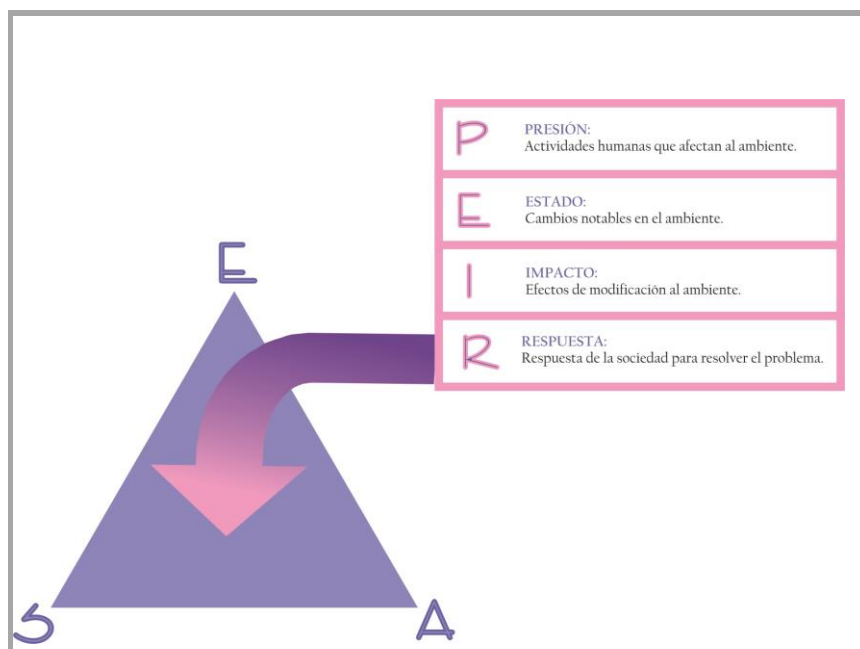 P
PRESIÓN:
Actividades humanas que afectan al ambiente.
E
ESTADO:
Cambios notables en el ambiente.
I
IMPACTO:
Efectos de modificación al ambiente.
R
RESPUESTA:
Respuesta de la sociedad para resolver el problema.
E
S
A